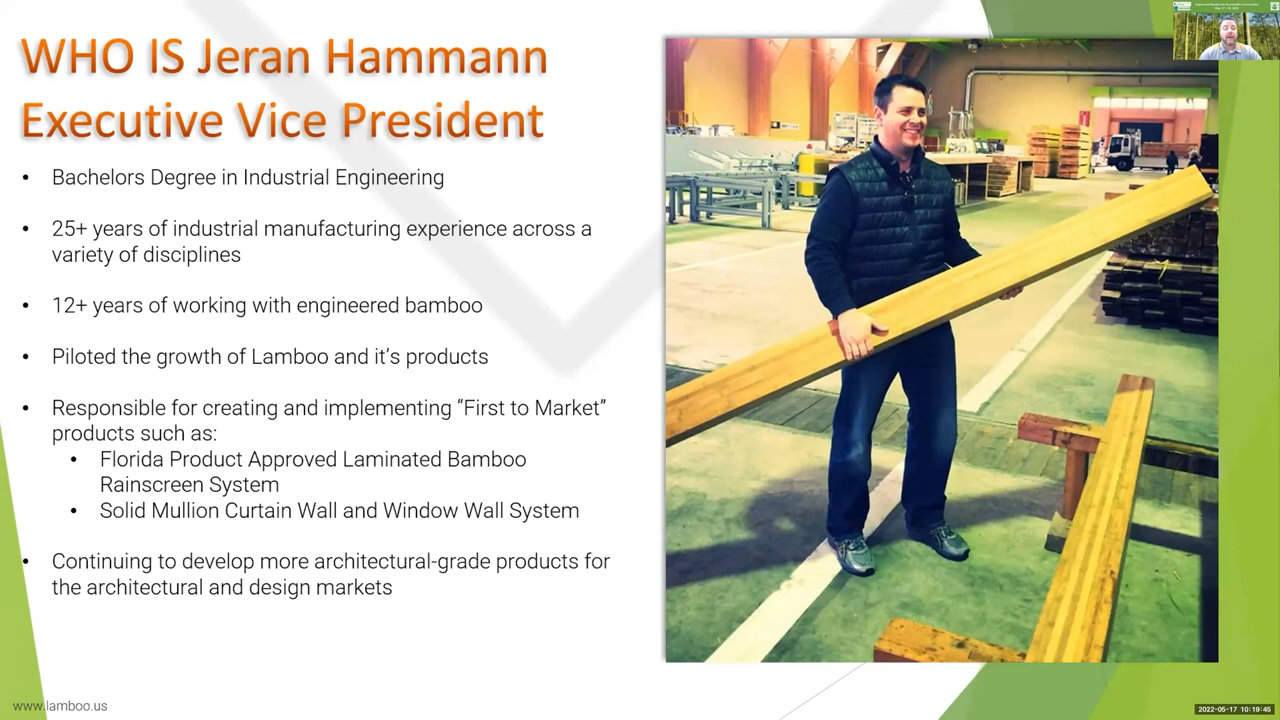 WHO IS Jeran Hammann
Executive Vice President
• Bachelors Degree in Industrial Engineering
• 25+ years of industrial manufacturing experience across a
variety of disciplines
• 12+ years of working with engineered bamboo
• Piloted the growth of Lamboo and it's products
• Responsible for creating and implementing “First to Market”
products such as:
• Florida Product Approved Laminated Bamboo
Rainscreen System
• Solid Mullion Curtain Wall and Window Wall System
• Continuing to develop more architectural-grade products for
the architectural and design markets
www.lamboo.us
2022-05-17 10:19:45